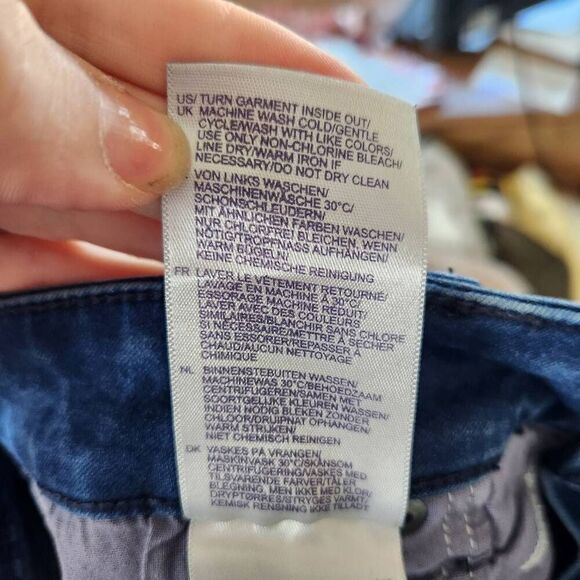 US/ TURN GARMENT INSIDE OUT/
UK MACHINE WASH COLD/GENTLE
CYCLE/WASH WITH LIKE COLORS/
USE ONLY NON-CHLORINE BLEACH/
LINE DRY/WARM IRON IF
NECESSARY/DO NOT DRY CLEAN
VON LINKS WASCHEN/
MASCHINENWÄSCHE 30°C/
SCHONSCHLEUDERN/
MIT ÄHNLICHEN FARBEN WASCHEN/
NUR CHLORFREI BLEICHEN, WENN
NÖTIG/TROPFNASS AUFHÄNGEN/
WARM BÜGELN/
KEINE CHEMISCHE REINIGUNG
FR LAVER LE VÊTEMENT RETOURNÉ/
LAVAGE EN MACHINE À 30°C/
ESSORAGE MACHINE RÉDUIT/
LAVER AVEC DES COULEURS
SIMILAIRES/BLANCHIR SANS CHLORE
SI NÉCESSAIRE/METTRE À SÉCHER
SANS ESSORER/REPASSER À
CHAUD/AUCUN NETTOYAGE
CHIMIQUE
NL BINNENSTEBUITEN WASSEN/
MACHINEWAS 30°C/BEHOEDZAAM
CENTRIFUGEREN/SAMEN MET
SOORTGELIJKE KLEUREN WASSEN/
INDIEN NODIG BLEKEN ZONDER
CHLOOR/DRUIPNAT OPHANGEN/
WARM STRIJKEN/
NIET CHEMISCH REINIGEN
DK VASKES PÅ VRANGEN/
MASKINVASK 30°C/SKÅNSOM
CENTRIFUGERING/VASKES MED
TILSVARENDE FARVER/TÅLER
BLEGNING, MEN IKKE MED KLOR/
DRYPTØRKES/STRYGES VARMT/
KEMISK RENSNING IKKE TILLADT